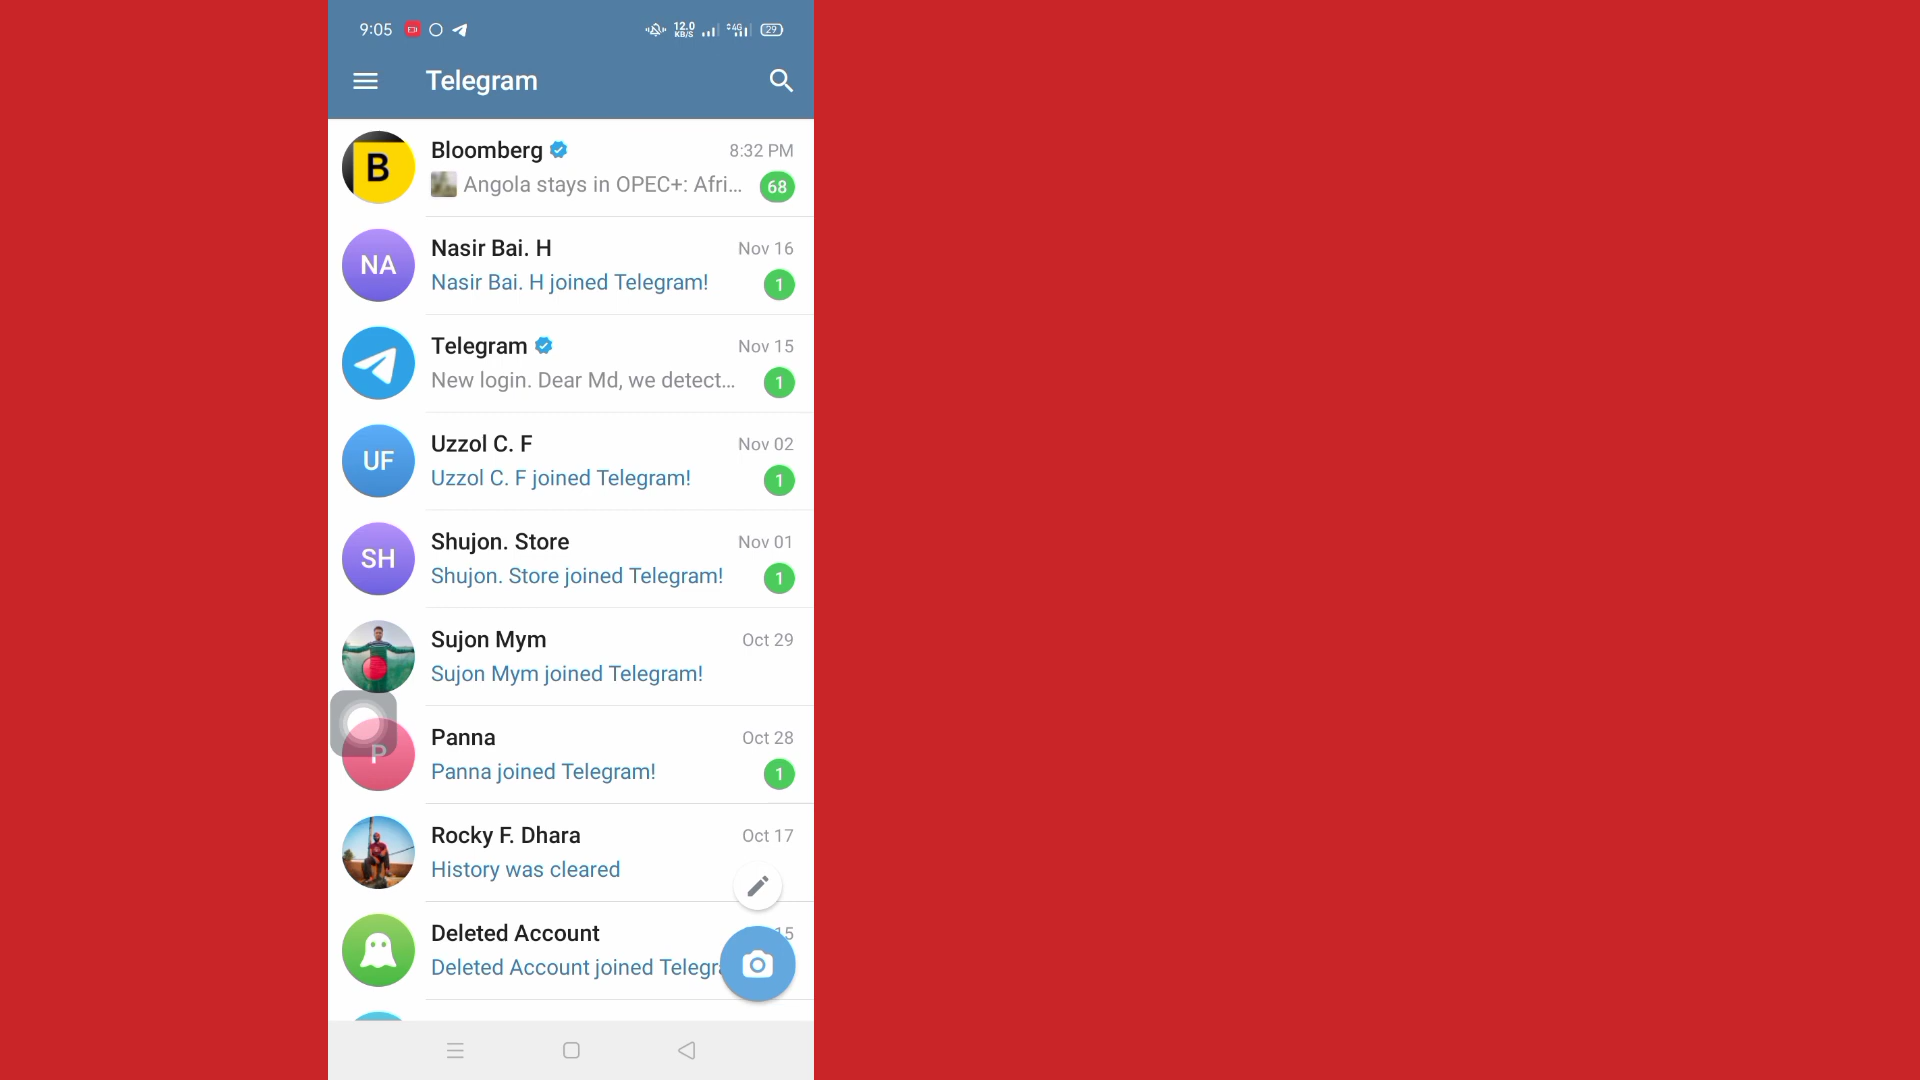 9:05
12.0
KB/S
4G
29
Telegram
B
Bloomberg
8:32 PM
Angola stays in OPEC+: Afri...
68
NA
Nasir Bai. H
Nov 16
Nasir Bai. H joined Telegram!
1
Telegram
Nov 15
New login. Dear Md, we detect...
1
UF
Uzzol C. F
Nov 02
Uzzol C. F joined Telegram!
1
SH
Shujon. Store
Nov 01
Shujon. Store joined Telegram!
1
Sujon Mym
Oct 29
Sujon Mym joined Telegram!
P
Panna
Oct 28
Panna joined Telegram!
1
Rocky F. Dhara
Oct 17
History was cleared
Deleted Account
15
Deleted Account joined